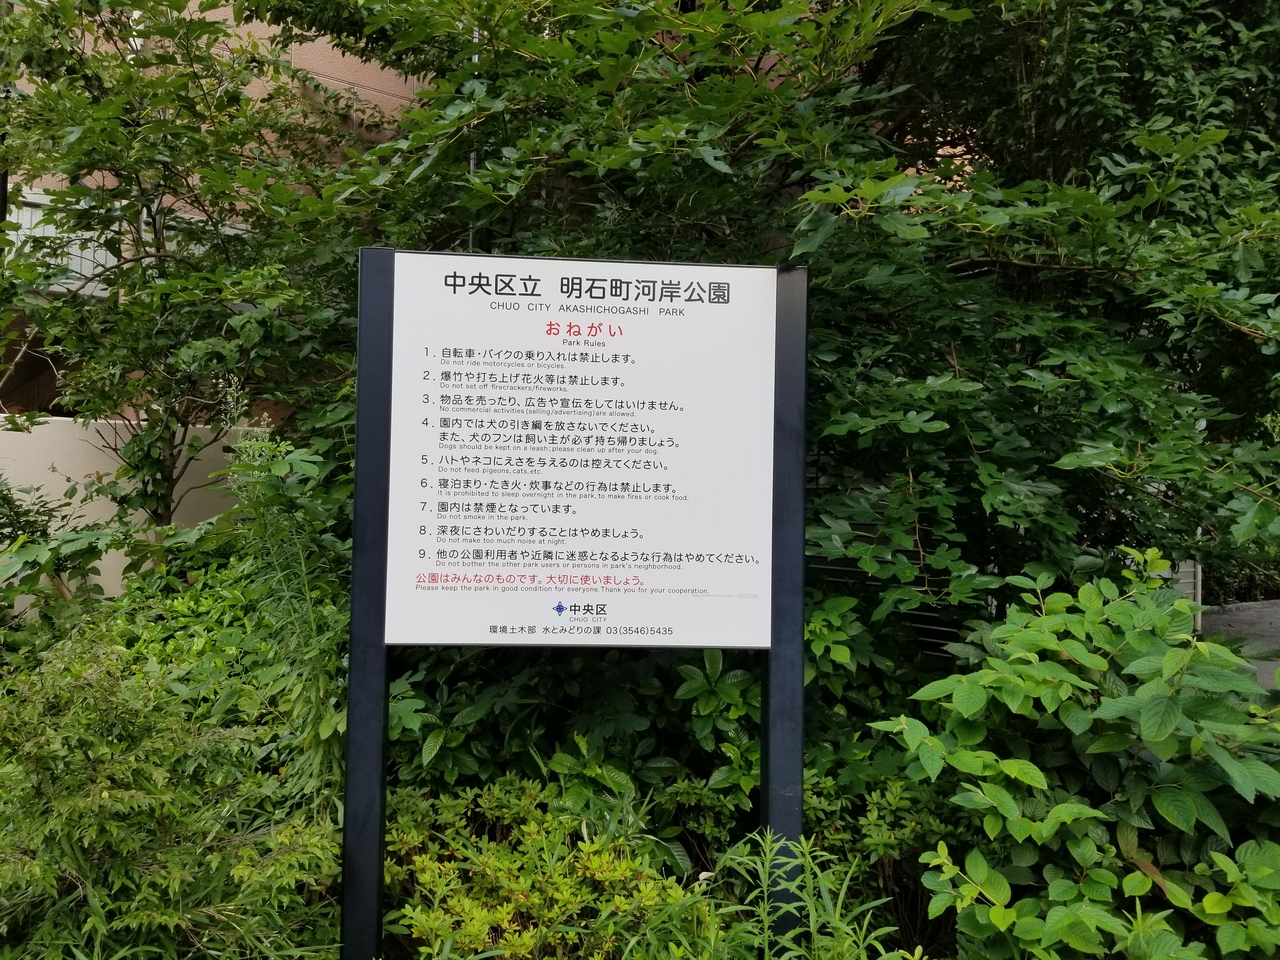 中央区立 明石町河岸公園
CHUO CITY AKASHICHOGASHI PARK
おねがい
Park Rules
1. 自転車・バイクの乗り入れは禁止します。
Do not ride motorcycles or bicycles.
2. 爆竹や打ち上げ花火等は禁止します。
Do not set off firecrackers/fireworks.
3. 物品を売ったり、広告や宣伝をしてはいけません。
No commercial activities (selling/advertising) are allowed.
4. 園内では犬の引き綱を放さないでください。
また、犬のフンは飼い主が必ず持ち帰りましょう。
Dogs should be kept on a leash; please clean up after your dog.
5. ハトやネコにえさを与えるのは控えてください。
Do not feed pigeons, cats, etc.
6. 寝泊まり・たき火・炊事などの行為は禁止します。
It is prohibited to sleep overnight in the park, to make fires or cook food.
7. 園内は禁煙となっています。
Do not smoke in the park.
8. 深夜にさわいだりすることはやめましょう。
Do not make too much noise at night.
9. 他の公園利用者や近隣に迷惑となるような行為はやめてください。
Do not bother the other park users or persons in park's neighborhood.
公園はみんなのものです。大切に使いましょう。
Please keep the park in good condition for everyone. Thank you for your cooperation.
中央区
CHUO CITY
環境土木部 水とみどりの課 03(3546)5435